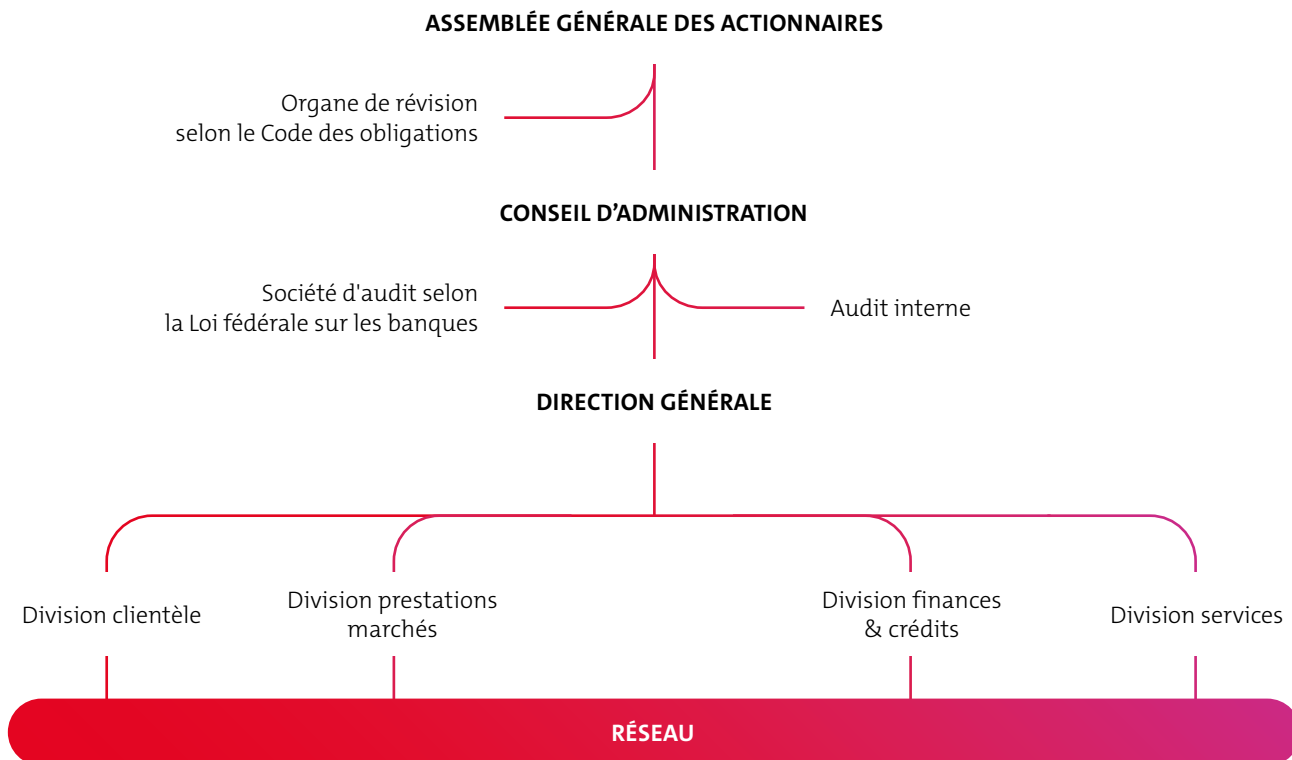 ASSEMBLÉE GÉNÉRALE DES ACTIONNAIRES
Organe de révision
selon le Code des obligations
CONSEIL D’ADMINISTRATION
Société d'audit selon
la Loi fédérale sur les banques
Audit interne
DIRECTION GÉNÉRALE
Division clientèle
Division prestations
marchés
Division finances
& crédits
Division services
RÉSEAU